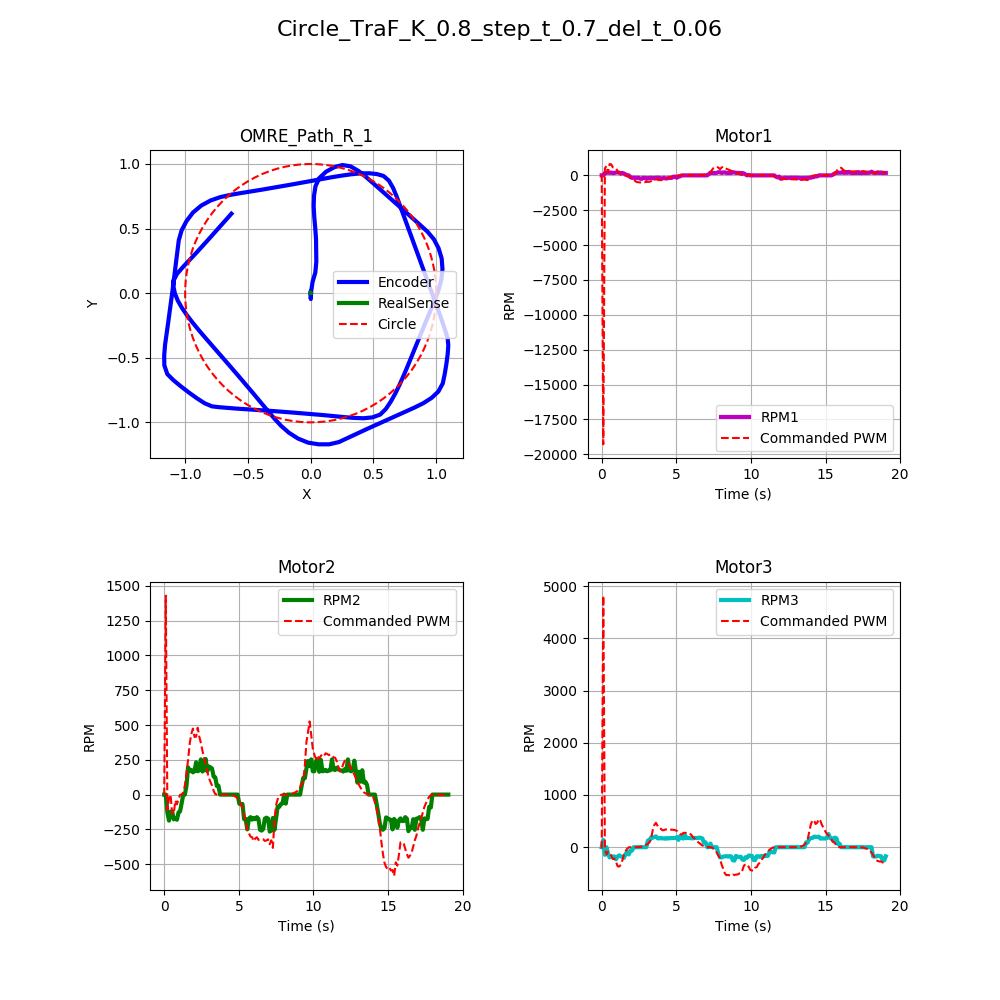 Circle_TraF_K_0.8_step_t_0.7_del_t_0.06
OMRE_Path_R_1
1.0
0.5
0.0
−0.5
−1.0
Y
−1.0
−0.5
0.0
0.5
1.0
X
Encoder
RealSense
Circle
Motor1
0
−2500
−5000
−7500
−10000
−12500
−15000
−17500
−20000
RPM
0
5
10
15
20
Time (s)
RPM1
Commanded PWM
Motor2
1500
1250
1000
750
500
250
0
−250
−500
RPM
0
5
10
15
20
Time (s)
RPM2
Commanded PWM
Motor3
5000
4000
3000
2000
1000
0
RPM
0
5
10
15
20
Time (s)
RPM3
Commanded PWM